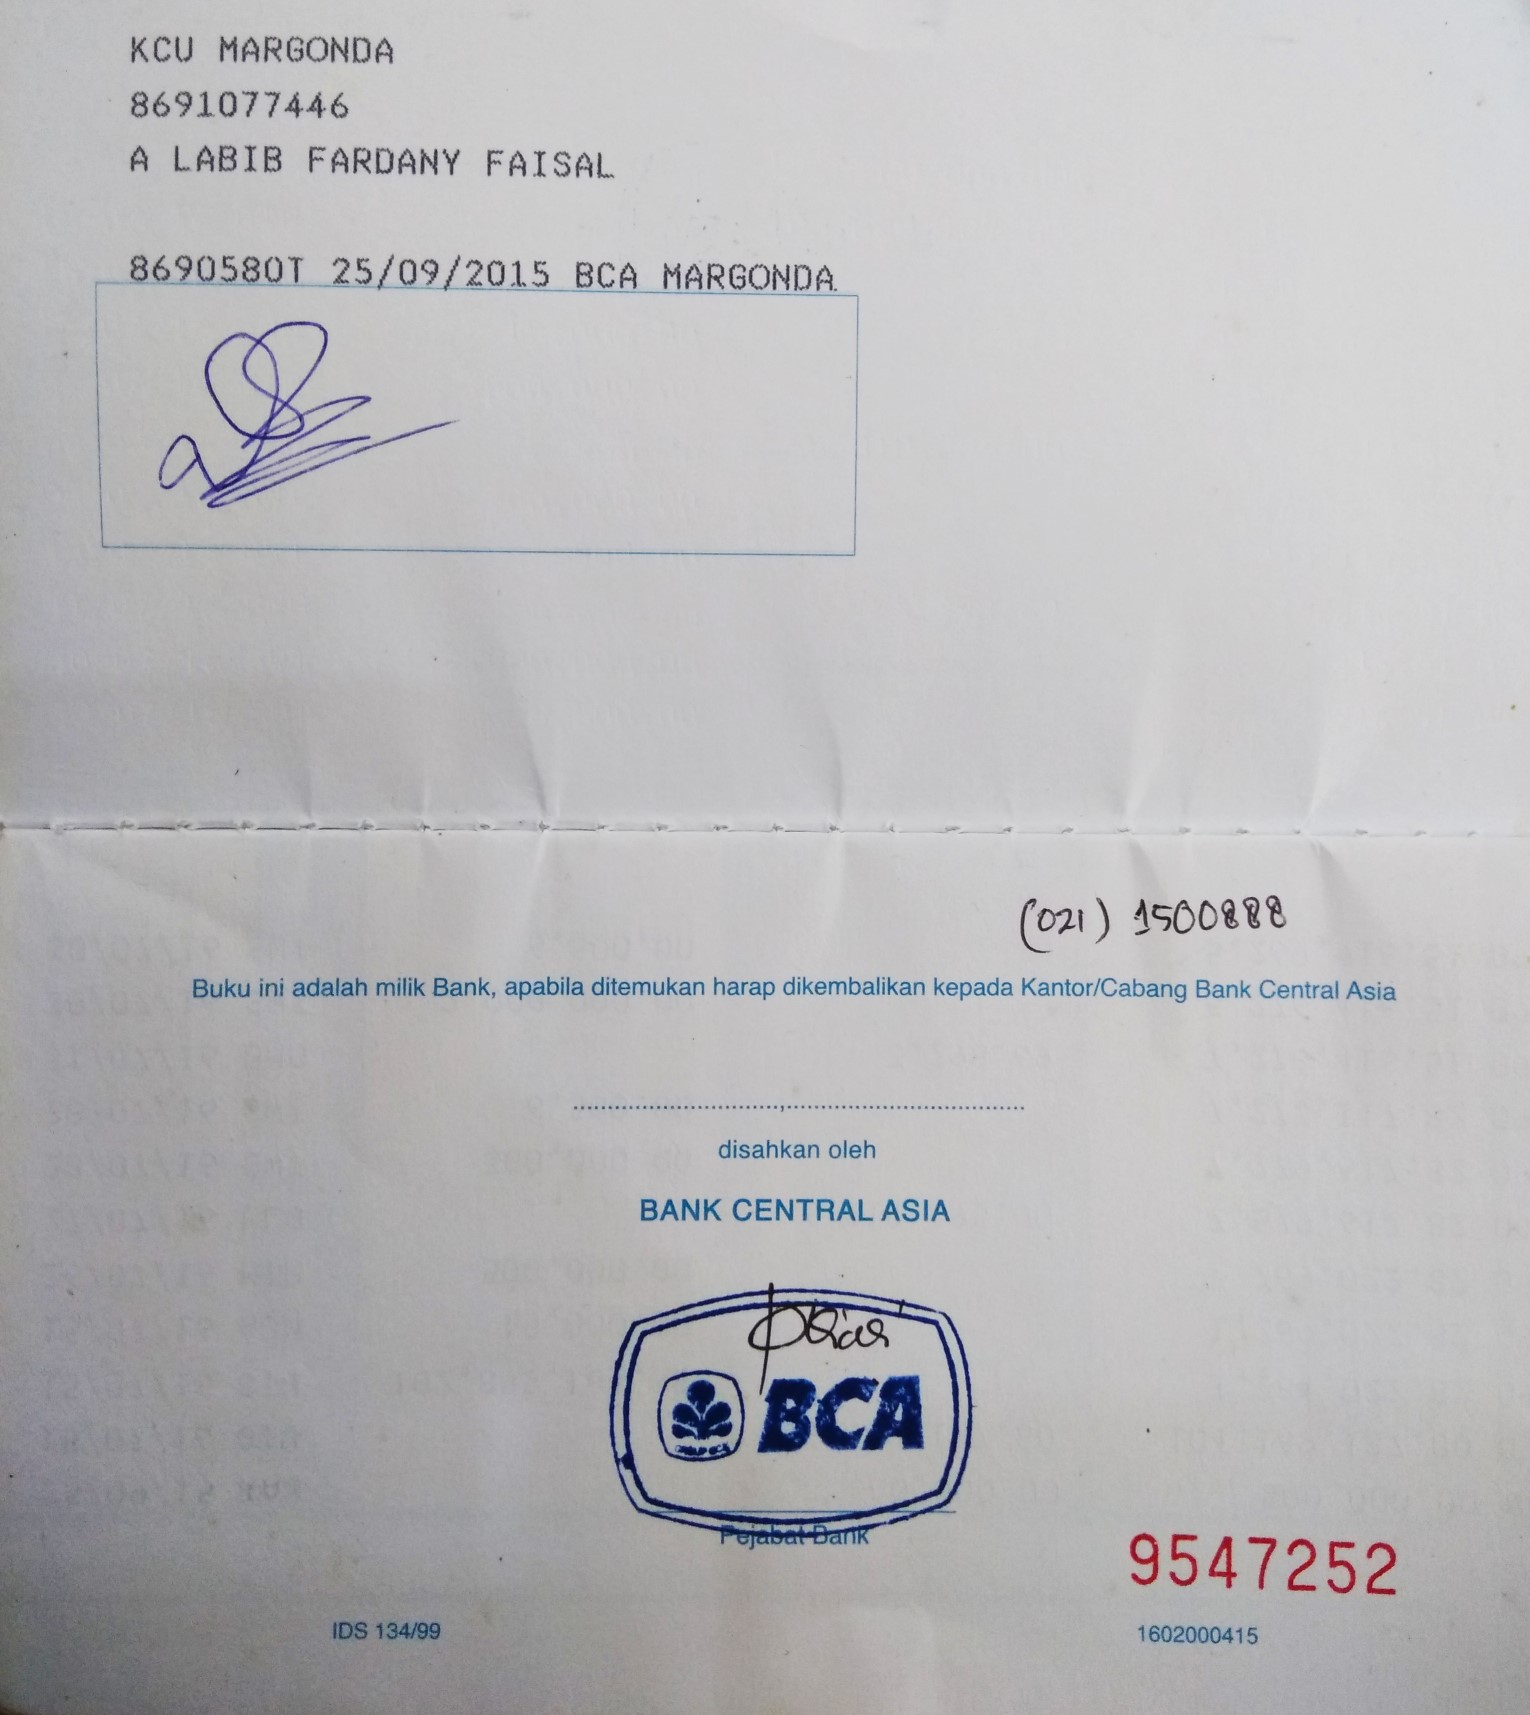 KCU MARGONDA
8691077446
A LABIB FARDANY FAISAL
8690580T 25/09/2015 BCA MARGONDA
(021) 1500888
Buku ini adalah milik Bank, apabila ditemukan harap dikembalikan kepada Kantor/Cabang Bank Central Asia
disahkan oleh
BANK CENTRAL ASIA
BCA
Pejabat Bank
9547252
IDS 134/99
1602000415